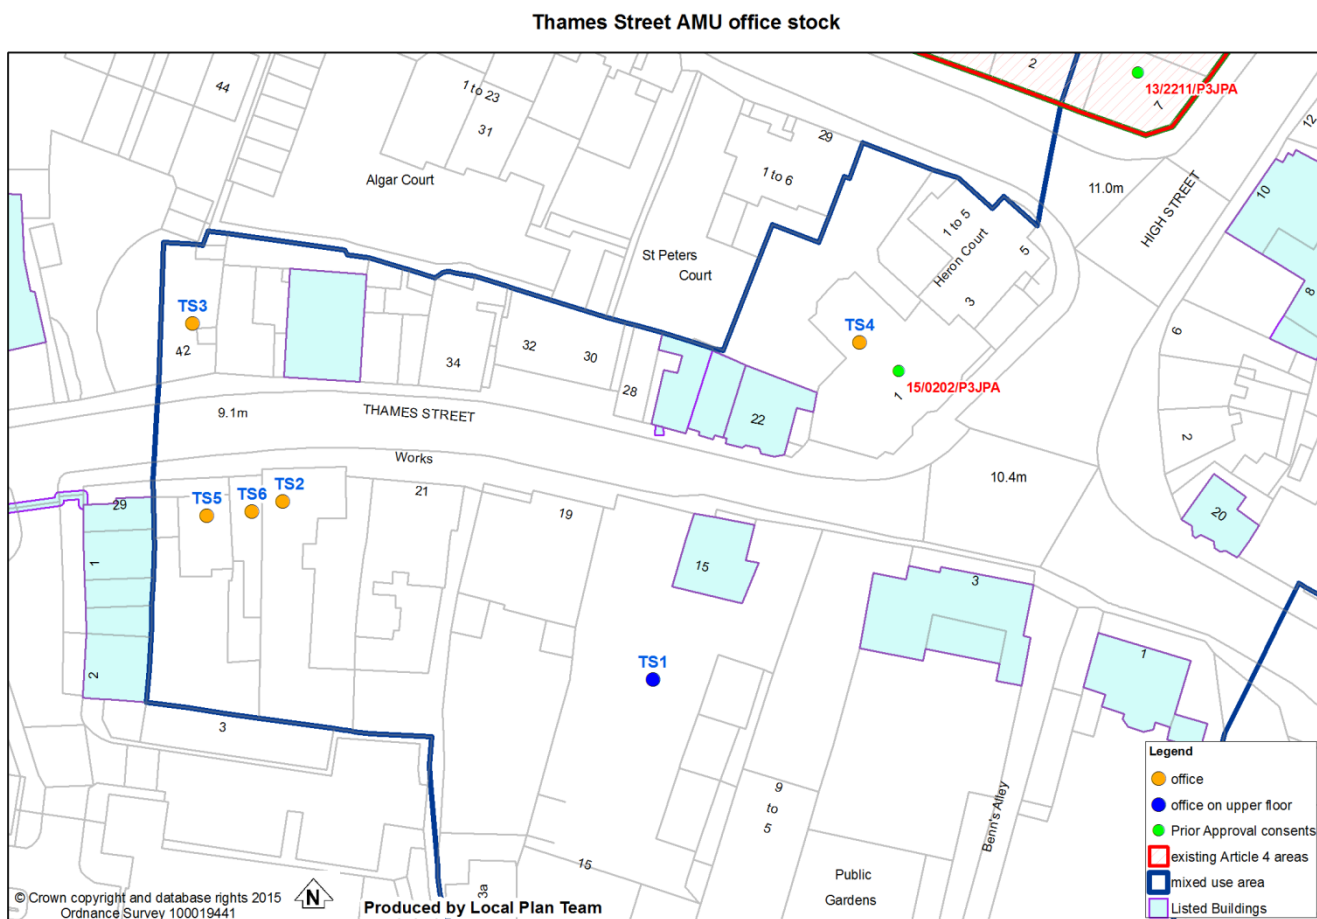 Thames Street AMU office stock
44
1 to 23
31
Algar Court
29
1 to 6
St Peters
Court
2
13/2211/P3JPA
7
12
11.0m
HIGH STREET
10
8
6
2
20
1 to 5
Heron Court
5
3
TS4
15/0202/P3JPA
1
TS3
42
34
32
30
28
22
THAMES STREET
9.1m
Works
10.4m
29
1
2
TS5
TS6
TS2
21
19
15
3
1
TS1
3
9
to
5
15
3a
Benn's Alley
Public
Gardens
Legend
office
office on upper floor
Prior Approval consents
existing Article 4 areas
mixed use area
Listed Buildings
© Crown copyright and database rights 2015
Ordnance Survey 100019441
N
Produced by Local Plan Team